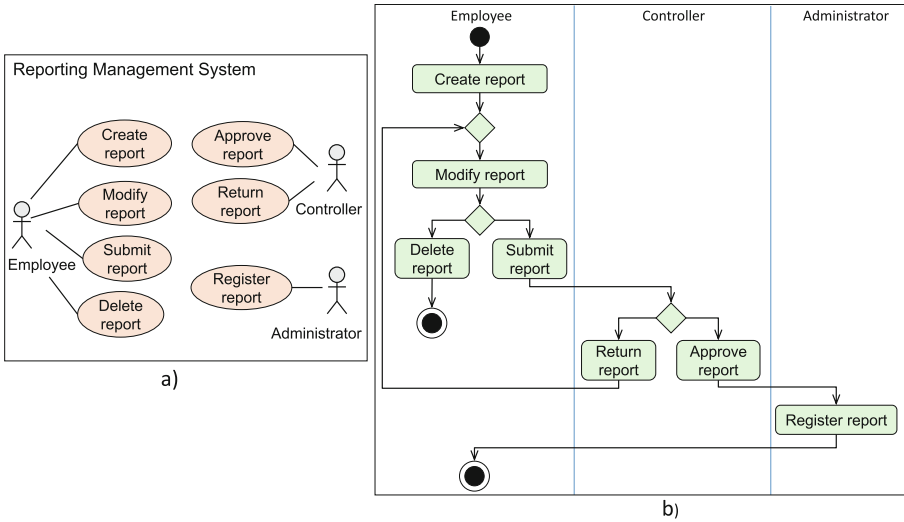 Reporting Management System
Create
report
Approve
report
Modify
report
Return
report
Controller
Employee
Submit
report
Register
report
Delete
report
Administrator
a)
Employee
Controller
Administrator
Create report
Modify report
Delete
report
Submit
report
Return
report
Approve
report
Register report
b)